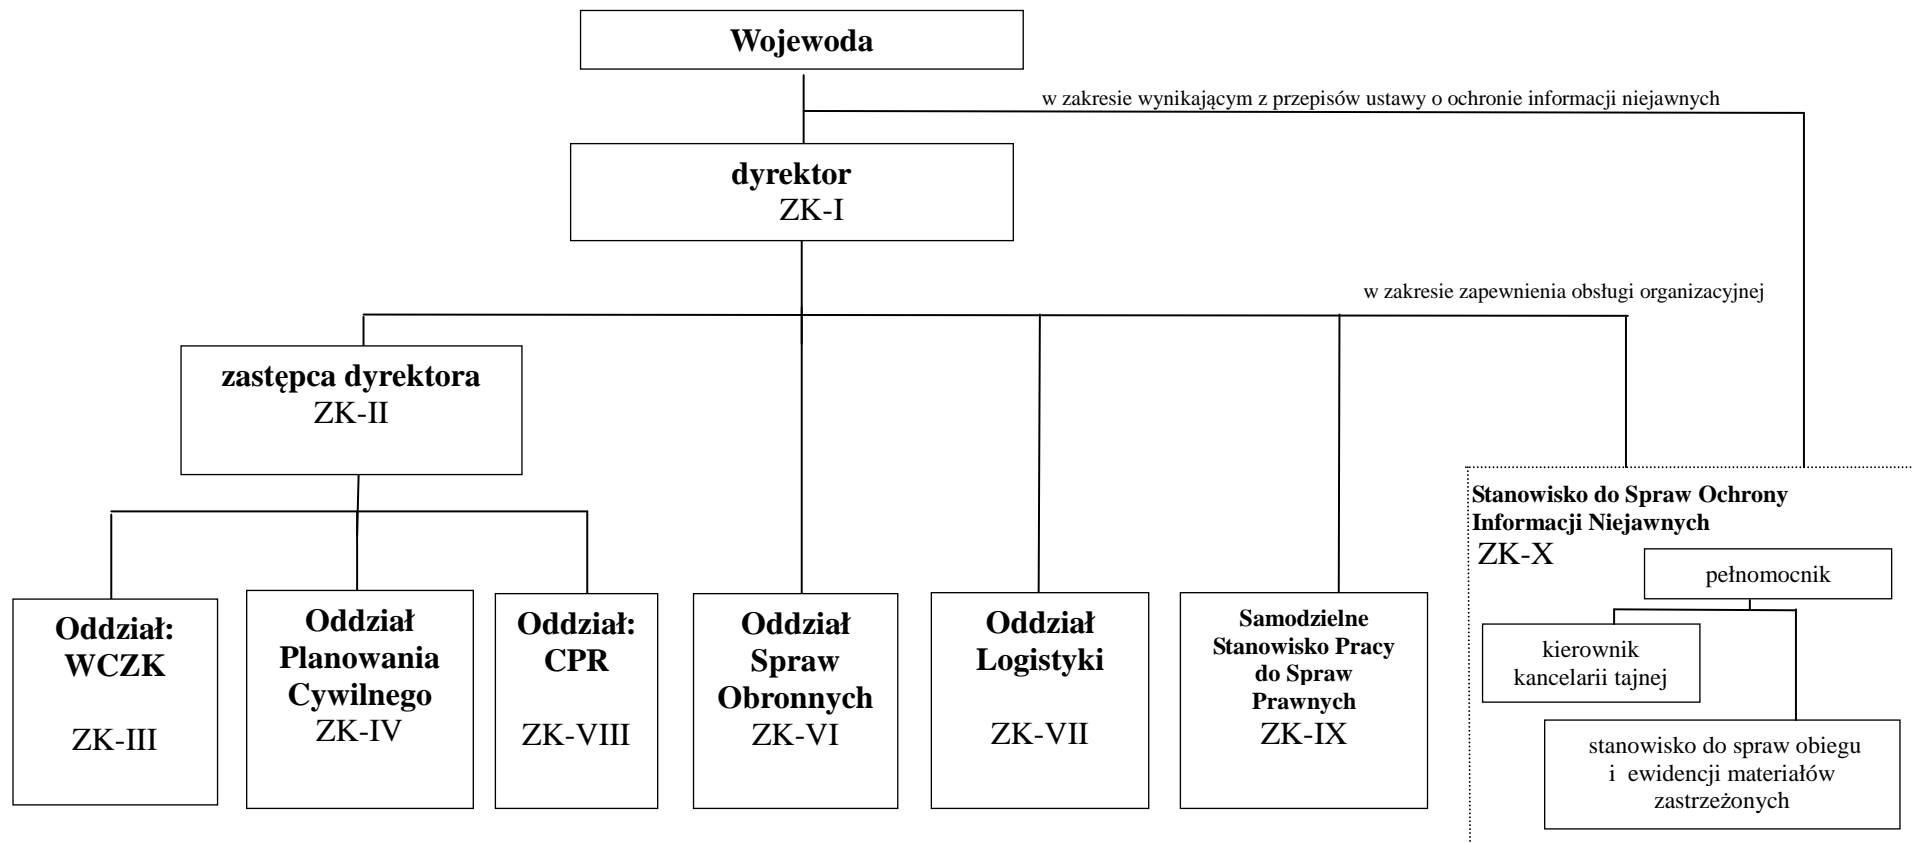 Wojewoda
w zakresie wynikającym z przepisów ustawy o ochronie informacji niejawnych
dyrektor
ZK-I
w zakresie zapewnienia obsługi organizacyjnej
zastępca dyrektora
ZK-II
Oddział:
WCZK
ZK-III
Oddział
Planowania
Cywilnego
ZK-IV
Oddział:
CPR
ZK-VIII
Oddział
Spraw
Obronnych
ZK-VI
Oddział
Logistyki
ZK-VII
Samodzielne
Stanowisko Pracy
do Spraw
Prawnych
ZK-IX
Stanowisko do Spraw Ochrony
Informacji Niejawnych
ZK-X
pełnomocnik
kierownik
kancelarii tajnej
stanowisko do spraw obiegu
i ewidencji materiałów
zastrzeżonych